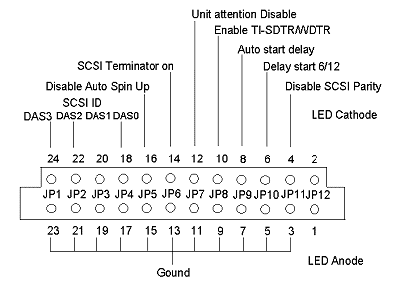 Unit attention Disable
Enable TI-SDTR/WDTR
Auto start delay
SCSI Terminator on
Delay start 6/12
Disable Auto Spin Up
Disable SCSI Parity
SCSI ID
DAS3 DAS2 DAS1 DAS0
LED Cathode
24 22 20 18 16 14 12 10 8 6 4 2
JP1 JP2 JP3 JP4 JP5 JP6 JP7 JP8 JP9 JP10 JP11 JP12
23 21 19 17 15 13 11 9 7 5 3 1
Gound
LED Anode